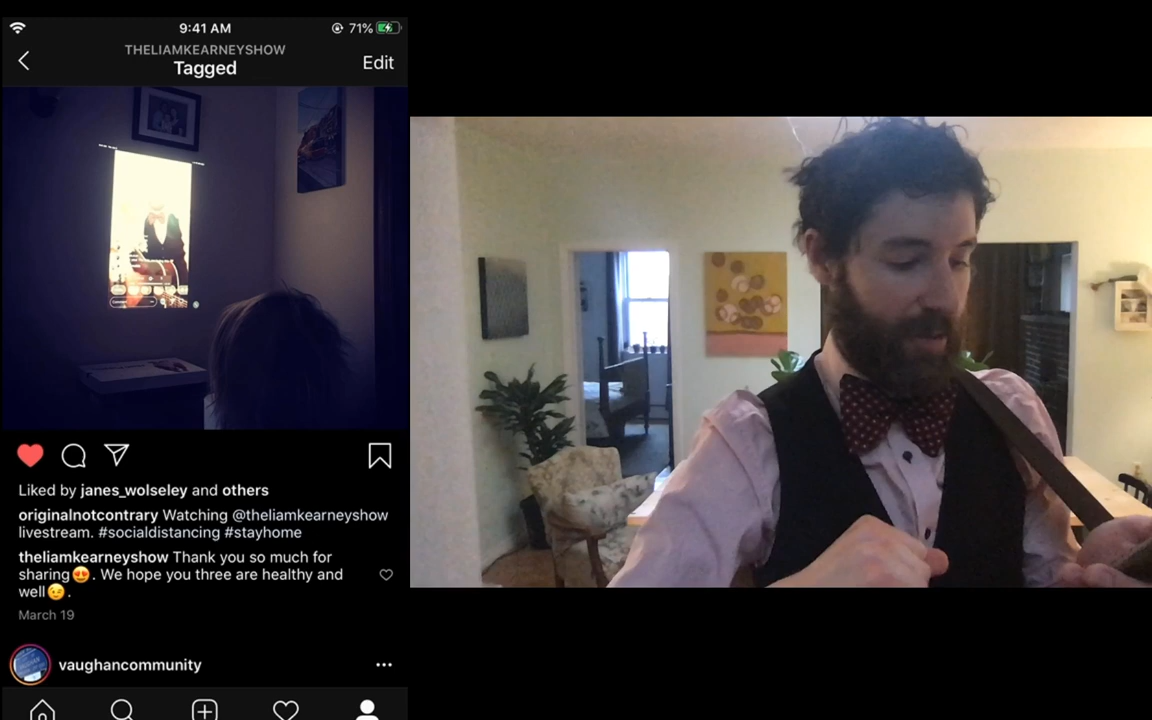 9:41 AM
71%
THELIAMKEARNEYSHOW
Tagged
Edit
Liked by janes_wolseley and others
originalnotcontrary Watching @theliamkearneyshow
livestream. #socialdistancing #stayhome
theliamkearneyshow Thank you so much for
sharing😍. We hope you three are healthy and
well😉.
March 19
vaughancommunity